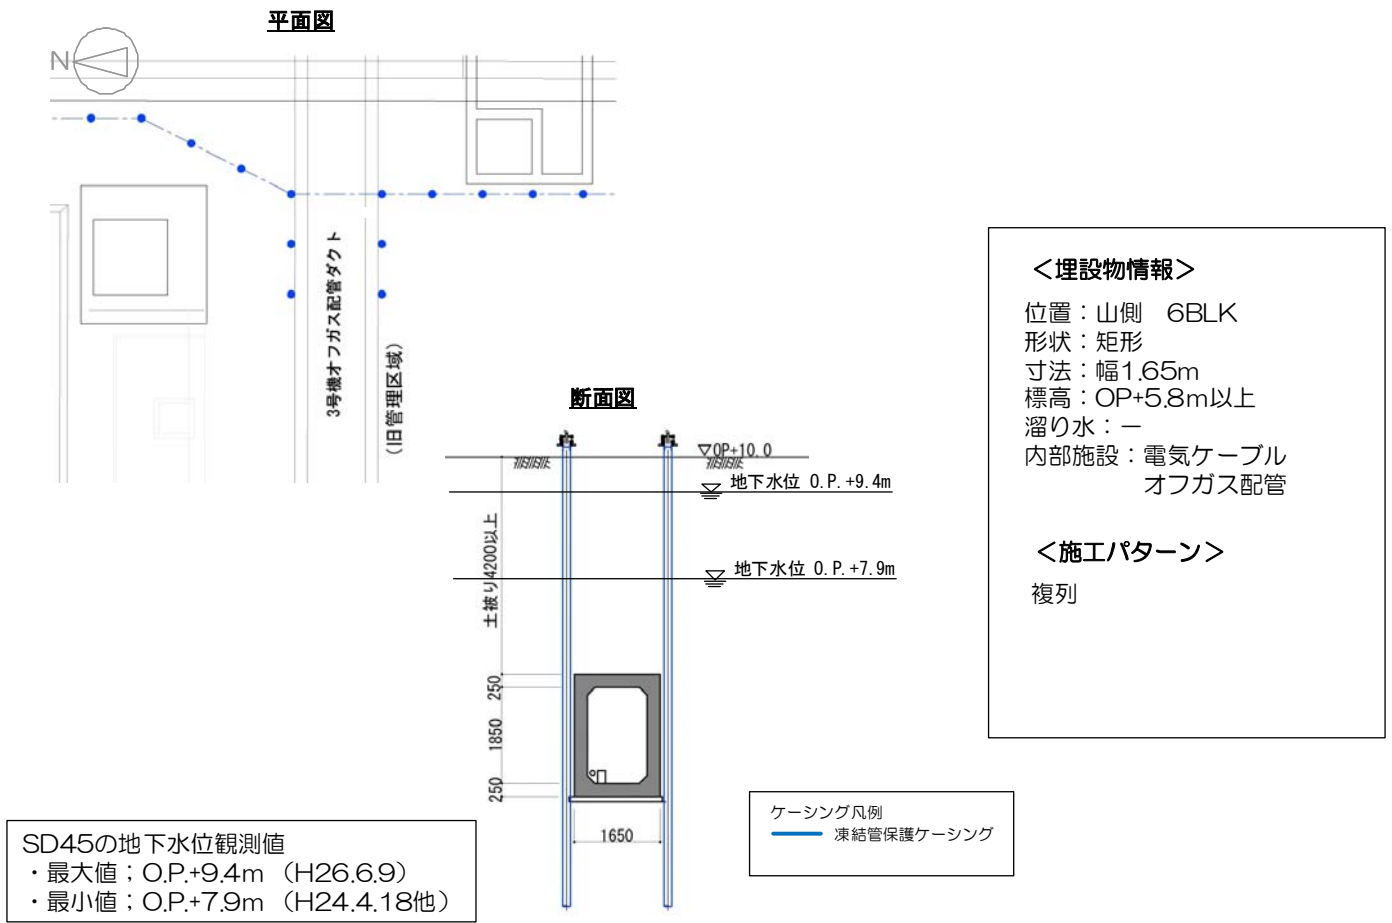 平面図
N
3号機オフガス配管ダクト
（旧管理区域）
断面図
▽OP+10.0
地下水位 O.P.+9.4m
地下水位 O.P.+7.9m
土被り4200以上
250
1850
250
1650
＜埋設物情報＞
位置：山側　6BLK
形状：矩形
寸法：幅1.65m
標高：OP+5.8m以上
溜り水：－
内部施設：電気ケーブル
オフガス配管
＜施工パターン＞
複列
ケーシング凡例
凍結管保護ケーシング
SD45の地下水位観測値
・最大値；O.P.+9.4m （H26.6.9）
・最小値；O.P.+7.9m （H24.4.18他）